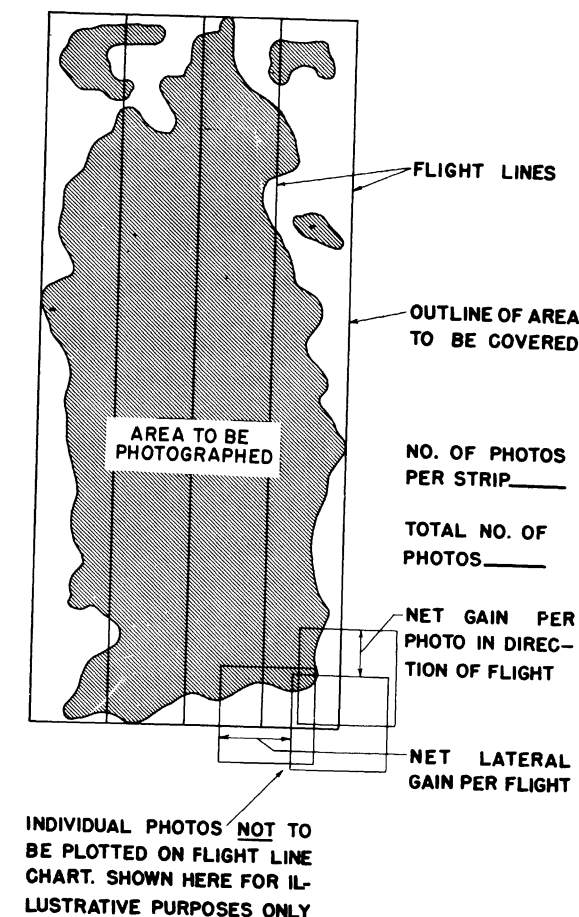 FLIGHT LINES
OUTLINE OF AREA
TO BE COVERED
AREA TO BE
PHOTOGRAPHED
NO. OF PHOTOS
PER STRIP_____
TOTAL NO. OF
PHOTOS_____
NET GAIN PER
PHOTO IN DIREC-
TION OF FLIGHT
NET LATERAL
GAIN PER FLIGHT
INDIVIDUAL PHOTOS NOT TO
BE PLOTTED ON FLIGHT LINE
CHART. SHOWN HERE FOR IL-
LUSTRATIVE PURPOSES ONLY